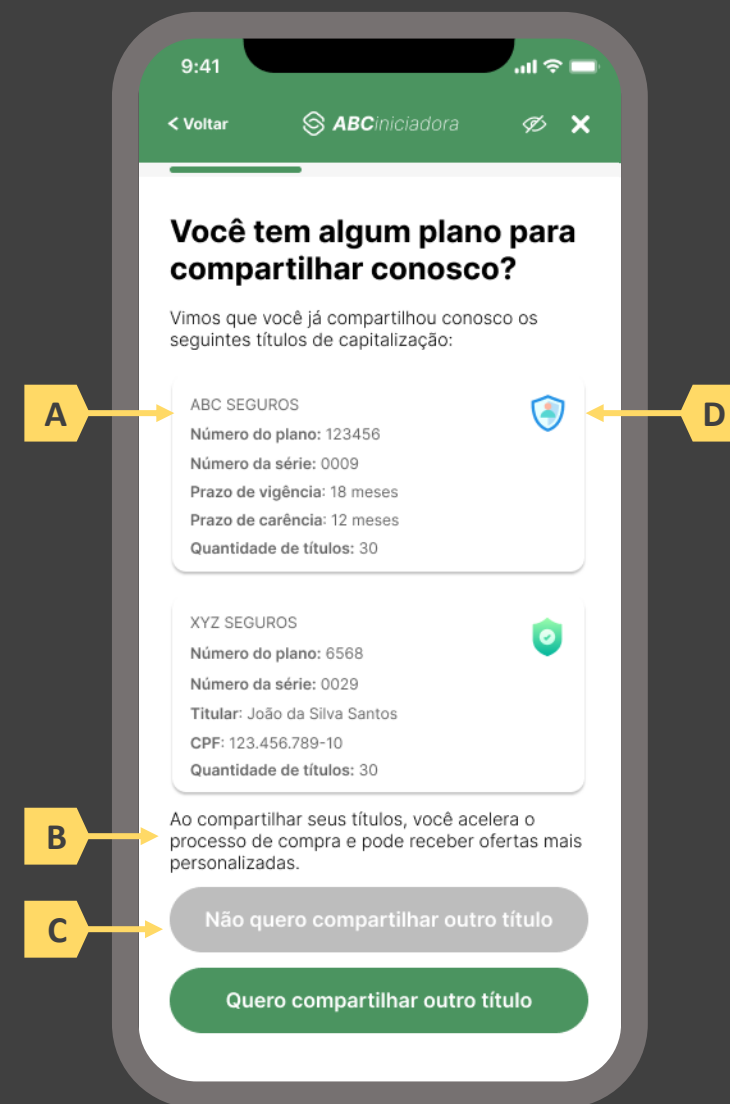 9:41
< Voltar
ABCiniciadora
Você tem algum plano para
compartilhar conosco?
Vimos que você já compartilhou conosco os
seguintes títulos de capitalização:
A
D
ABC SEGUROS
Número do plano: 123456
Número da série: 0009
Prazo de vigência: 18 meses
Prazo de carência: 12 meses
Quantidade de títulos: 30
XYZ SEGUROS
Número do plano: 6568
Número da série: 0029
Titular: João da Silva Santos
CPF: 123.456.789-10
Quantidade de títulos: 30
B
Ao compartilhar seus títulos, você acelera o
processo de compra e pode receber ofertas mais
personalizadas.
C
Não quero compartilhar outro título
Quero compartilhar outro título